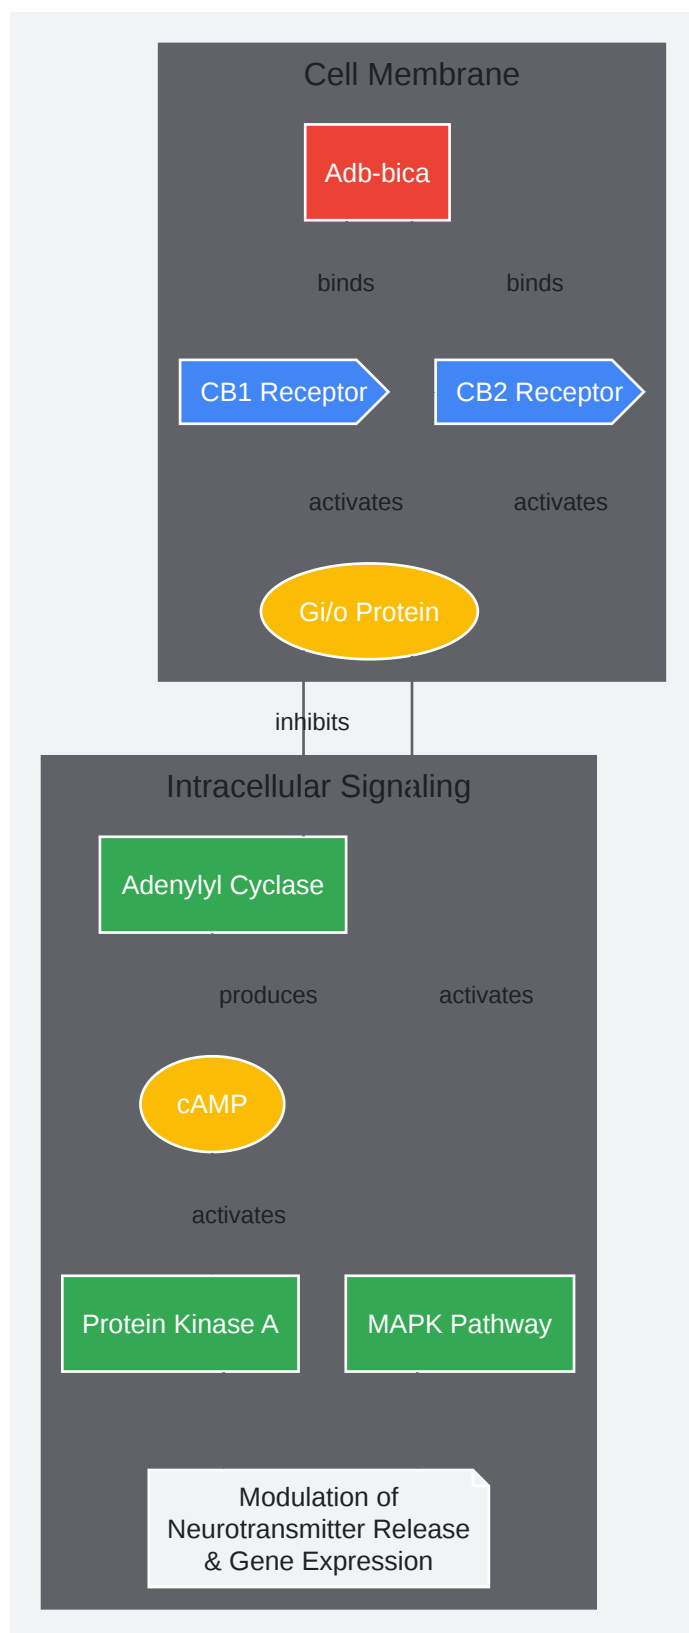 Cell Membrane
Adb-bica
binds
binds
CB1 Receptor
CB2 Receptor
activates
activates
Gi/o Protein
inhibits
Intracellular Signaling
Adenylyl Cyclase
produces
activates
cAMP
activates
Protein Kinase A
MAPK Pathway
Modulation of
Neurotransmitter Release
& Gene Expression